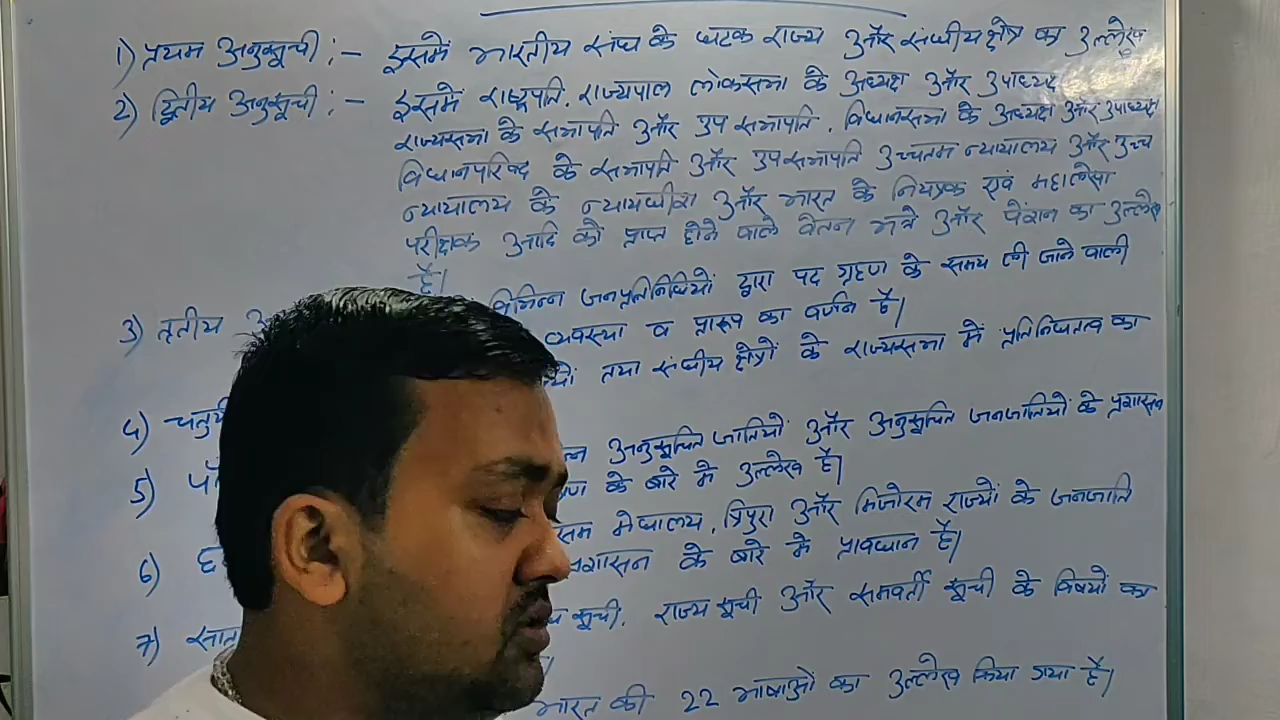 1) प्रथम अनुसूची :- इसमें भारतीय संघ के घटक राज्य और संघीय क्षेत्र का उल्लेख
2) द्वितीय अनुसूची :- इसमें राष्ट्रपति, राज्यपाल लोकसभा के अध्यक्ष और उपाध्यक्ष
राज्यसभा के सभापति और उप सभापति, विधानसभा के अध्यक्ष और उपाध्यक्ष
विधानपरिषद के सभापति और उपसभापति उच्चतम न्यायालय और उच्च
न्यायालय के न्यायधीश और भारत के नियत्रक एवं महालेखा
परीक्षक आदि को प्राप्त होने वाले वेतन भत्ते और पेंशन का उल्लेख
है।
3) तृतीय विभिन्न जनप्रतिनिधियों द्वारा पद ग्रहण के समय ली जाने वाली
व्यवस्था व प्रारूप का वर्णन है।
4) तथा संघीय क्षेत्रों के राज्यसभा में प्रतिनिधित्व का
5) अनुसूचित जातियों और अनुसूचित जनजातियों के प्रशासन
के बारे मे उल्लेख है।
6) मेघालय, त्रिपुरा और मिजोरम राज्यों के जनजाति
के बारे मे प्रावधान है।
7) सूची, राज्य सूची और समवर्ती सूची के विषयों का
भारत की 22 भाषाओं का उल्लेख किया गया है।